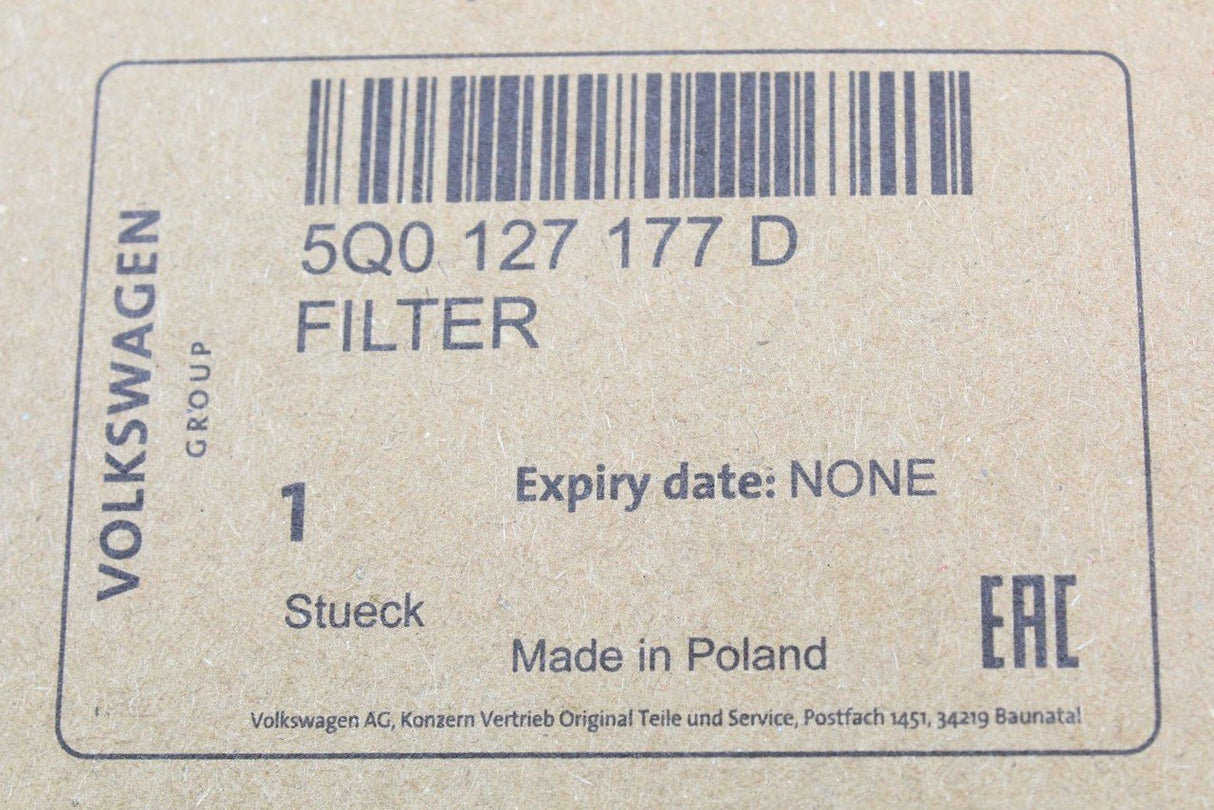 VOLKSWAGEN
GROUP
5Q0 127 177 D
FILTER
1
Expiry date: NONE
Stueck
Made in Poland
EAC
Volkswagen AG, Konzern Vertrieb Original Teile und Service, Postfach 1451, 34219 Baunatal